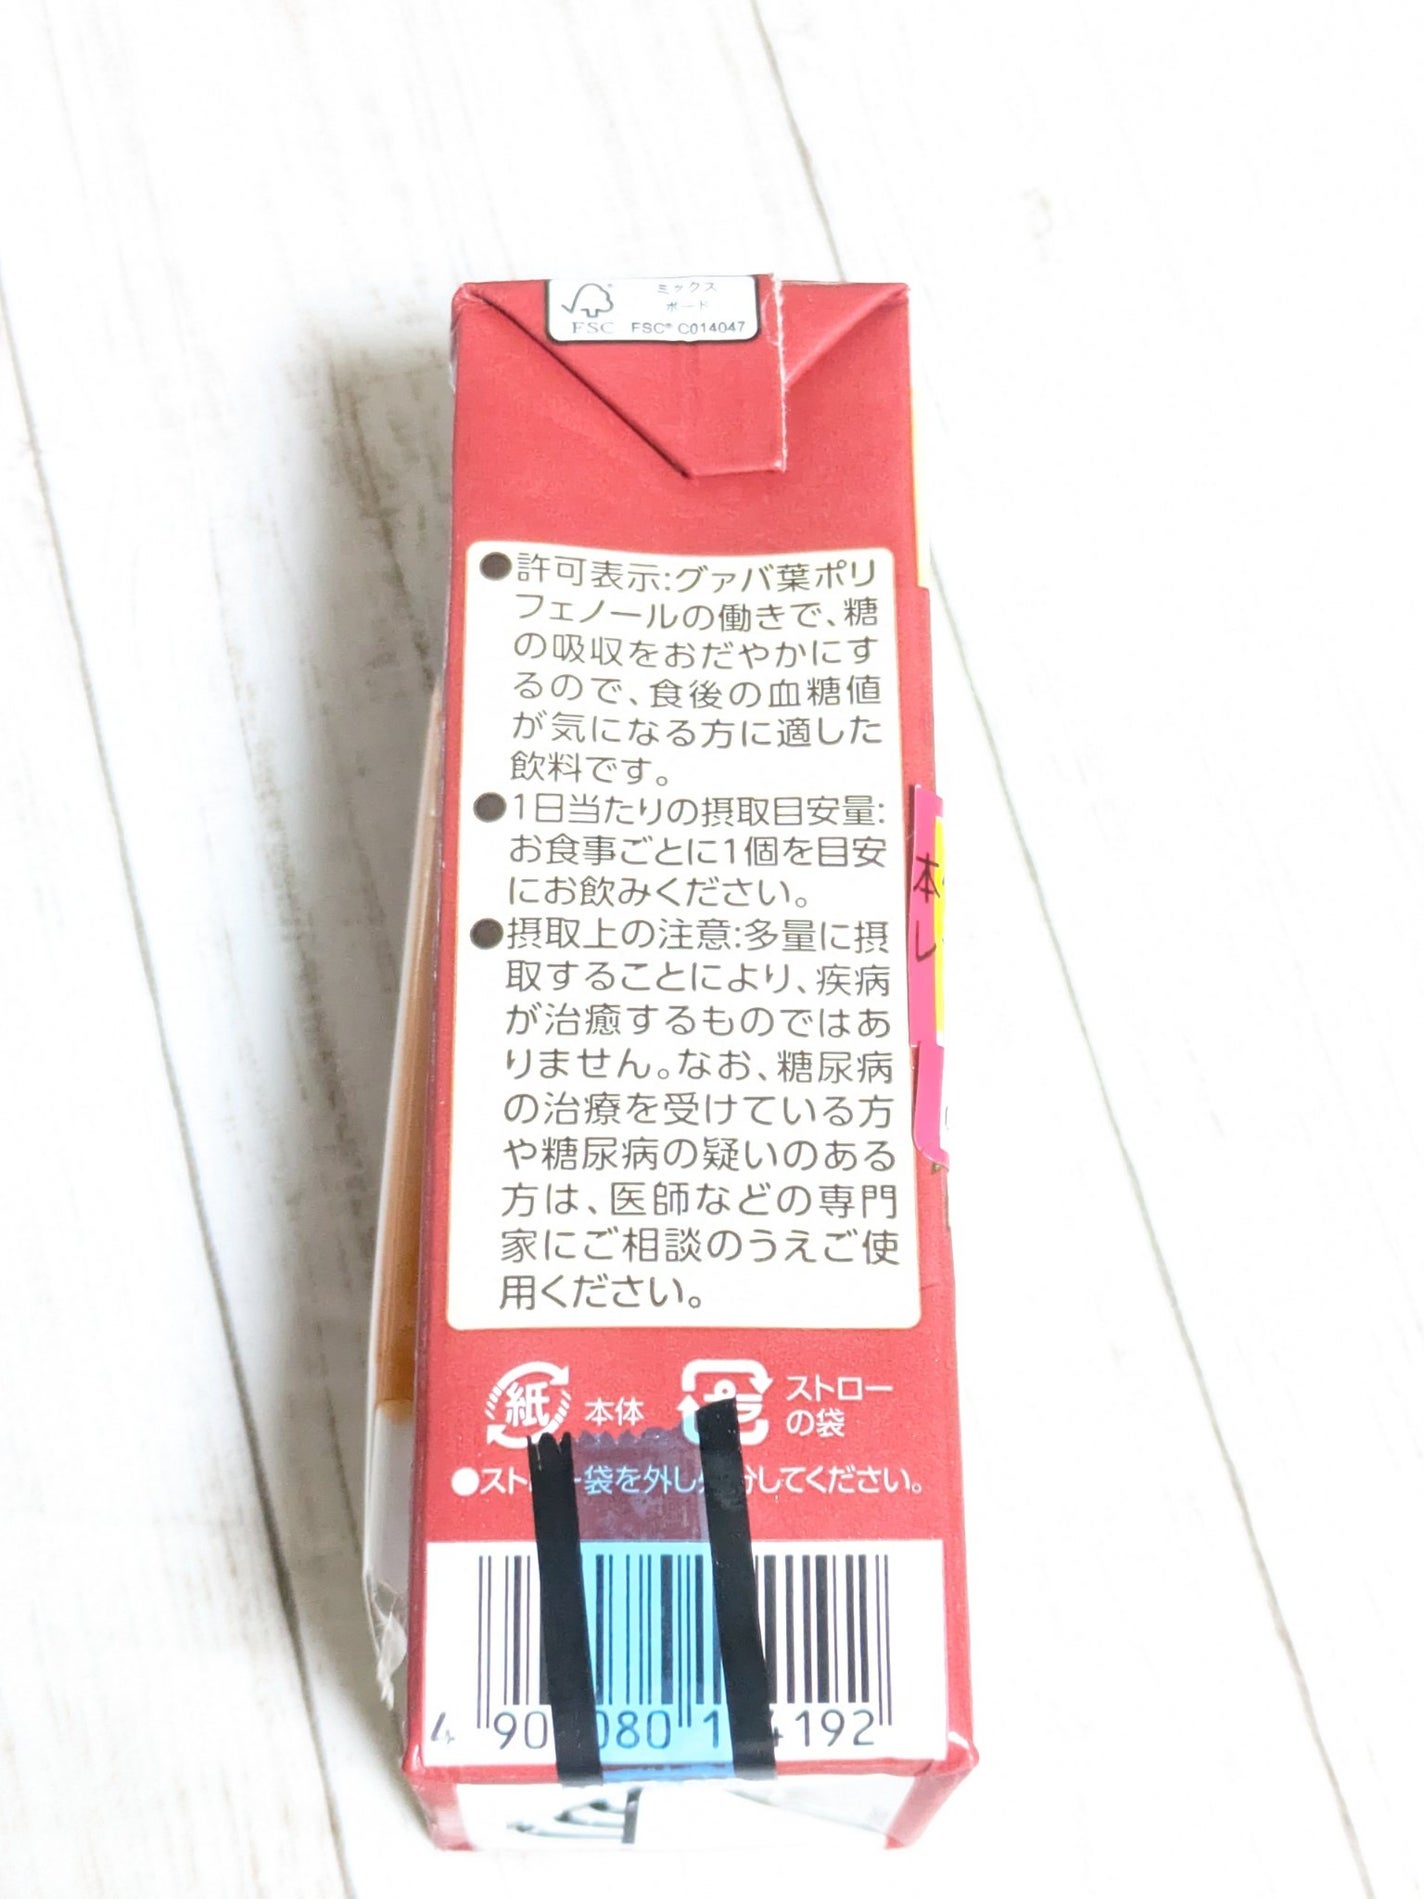 FSC
ミックス
ボード
FSC® C014047
●許可表示:グァバ葉ポリ
フェノールの働きで、糖
の吸収をおだやかにす
るので、食後の血糖値
が気になる方に適した
飲料です。
●1日当たりの摂取目安量:
お食事ごとに1個を目安
にお飲みください。
●摂取上の注意:多量に摂
取することにより、疾病
が治癒するものではあ
りません。なお、糖尿病
の治療を受けている方
や糖尿病の疑いのある
方は、医師などの専門
家にご相談のうえご使
用ください。
紙 本体
プラ ストロー
の袋
●スト ー袋を外し 分してください。
4 90 080 1 4192
本
レ